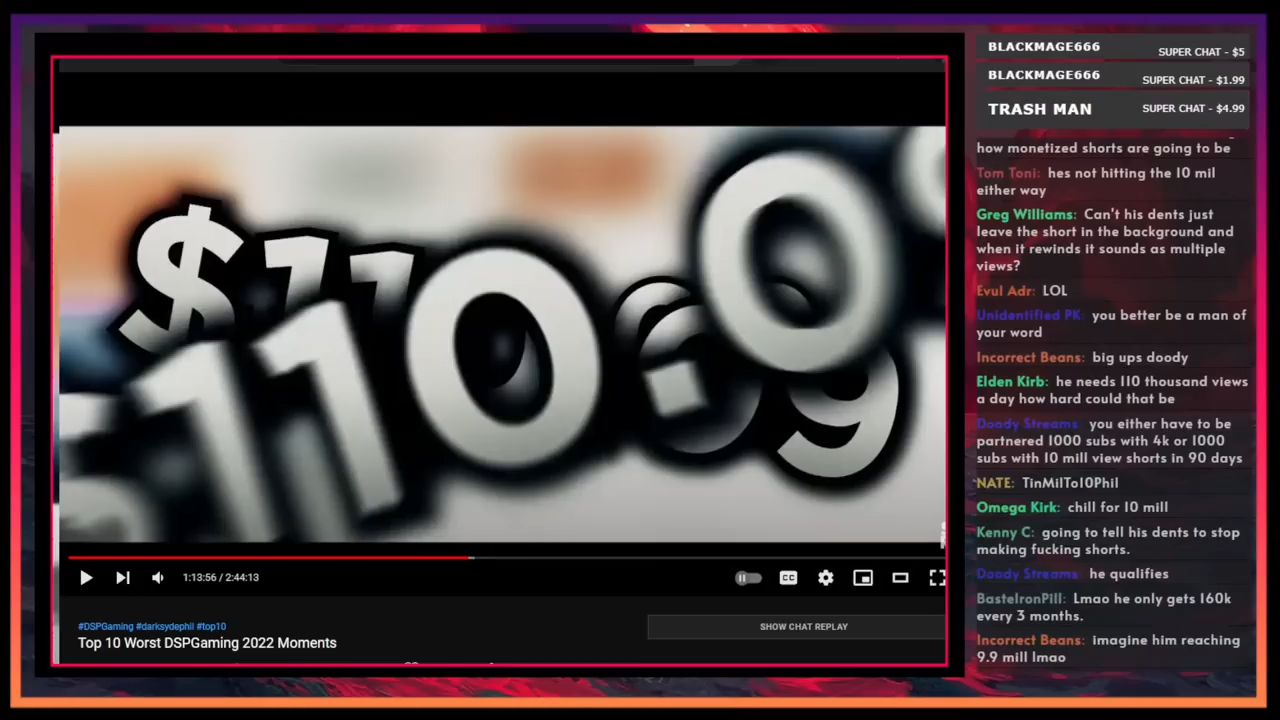 BLACKMAGE666
SUPER CHAT - $5
BLACKMAGE666
SUPER CHAT - $1.99
TRASH MAN
SUPER CHAT - $4.99
how monetized shorts are going to be
Tom Toni: hes not hitting the 10 mil
either way
Greg Williams: Can't his dents just
leave the short in the background and
when it rewinds it sounds as multiple
views?
Evul Adr: LOL
Unidentified PK: you better be a man of
your word
Incorrect Beans: big ups doody
Elden Kirb: he needs 110 thousand views
a day how hard could that be
Doody Streams: you either have to be
partnered 1000 subs with 4k or 1000
subs with 10 mill view shorts in 90 days
NATE: TinMilTo10Phil
Omega Kirk: chill for 10 mill
Kenny C: going to tell his dents to stop
making fucking shorts.
Doody Streams: he qualifies
BasteIronPill: Lmao he only gets 160k
every 3 months.
Incorrect Beans: imagine him reaching
9.9 mill lmao
$11
110.
0
9
1:13:56 / 2:44:13
CC
#DSPGaming #darksydephil #top10
Top 10 Worst DSPGaming 2022 Moments
SHOW CHAT REPLAY